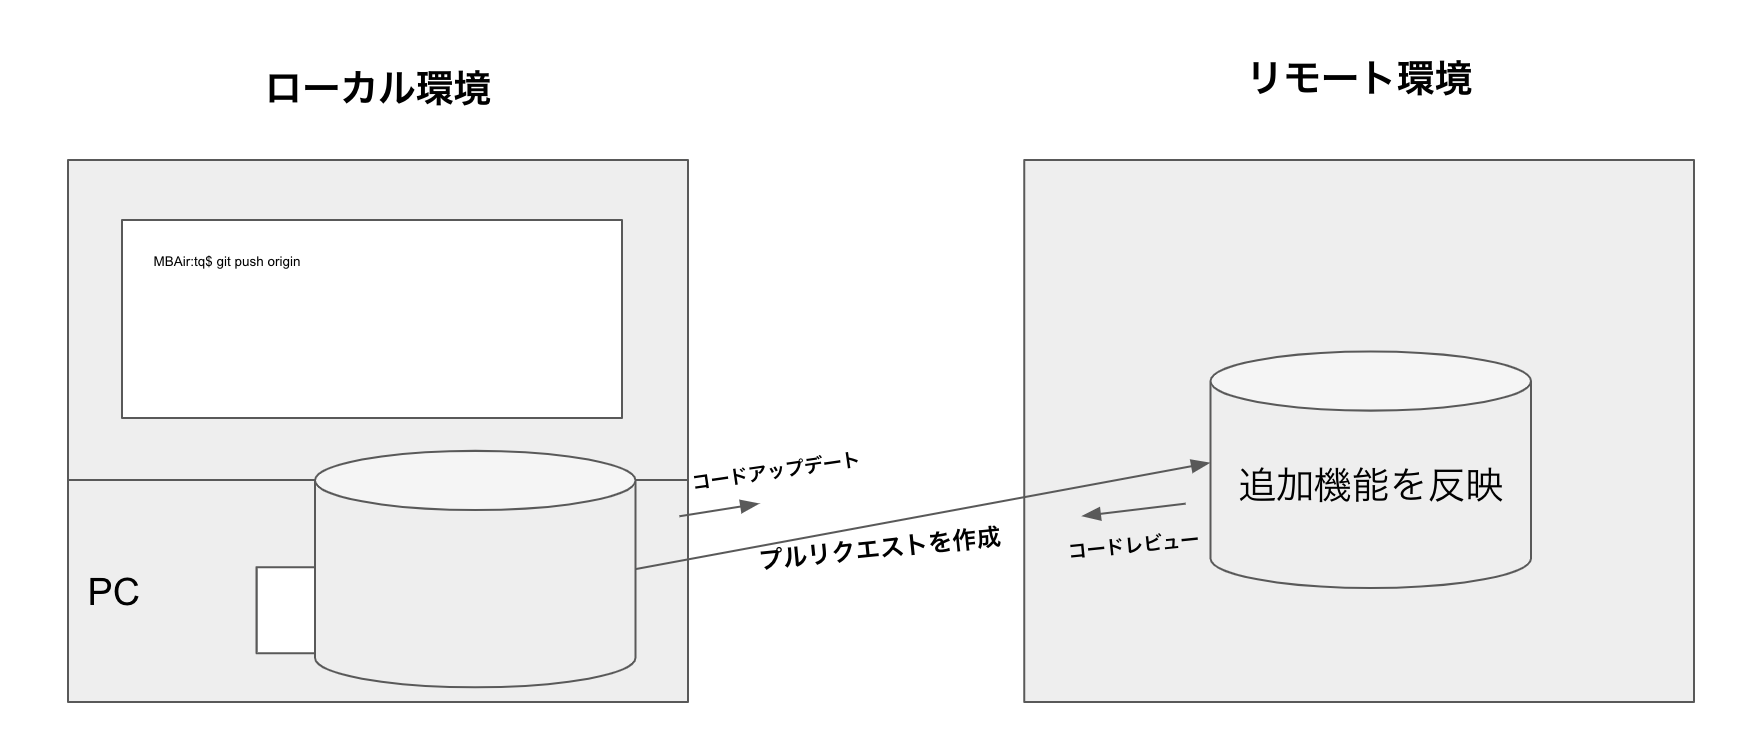 ローカル環境
リモート環境
MBAir:tq$ git push origin
コードアップデート
追加機能を反映
プルリクエストを作成
コードレビュー
PC